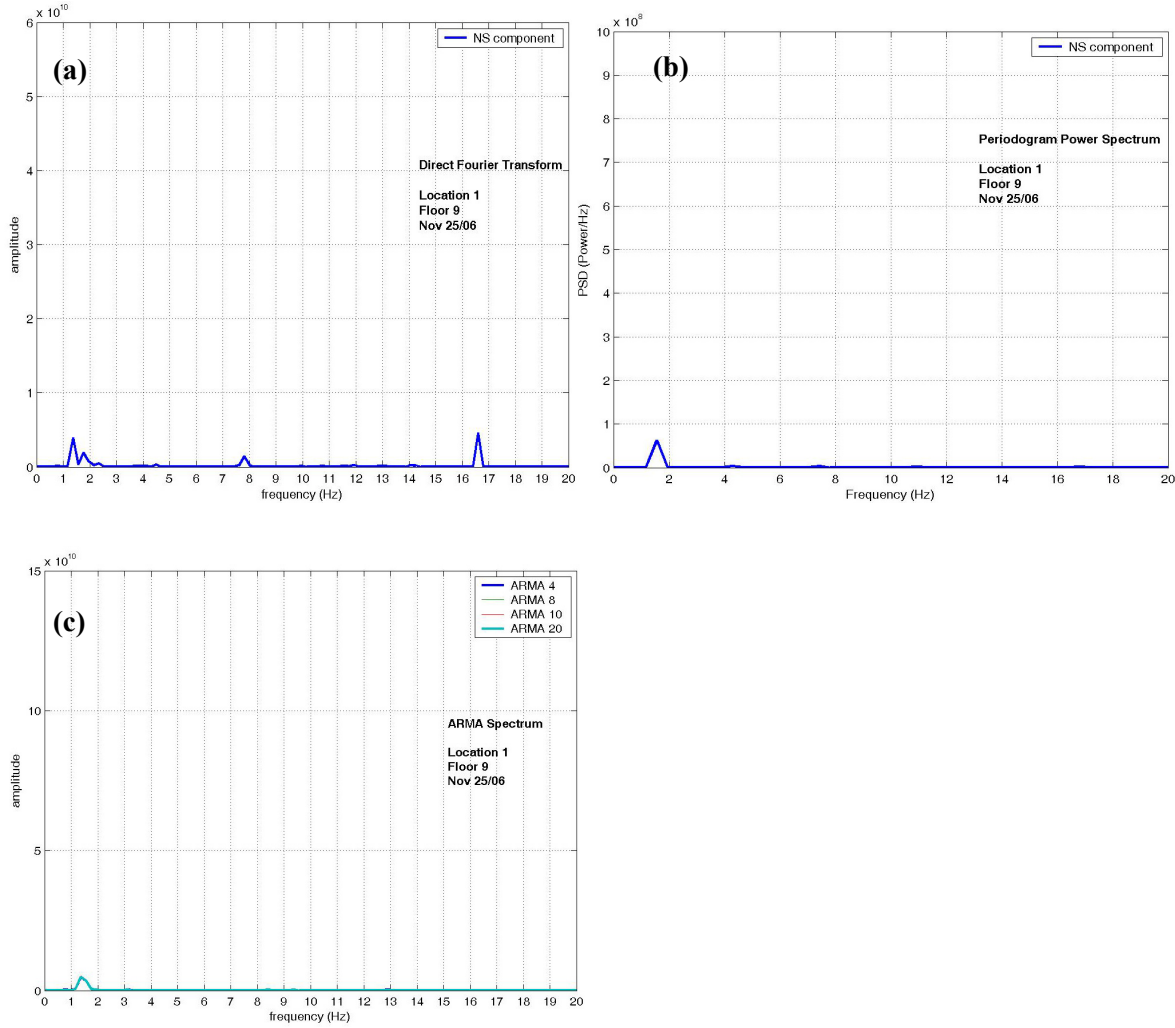 x 10^10
6
5
4
3
2
1
0
amplitude
(a)
NS component
Direct Fourier Transform
Location 1
Floor 9
Nov 25/06
0 1 2 3 4 5 6 7 8 9 10 11 12 13 14 15 16 17 18 19 20
frequency (Hz)
x 10^8
10
9
8
7
6
5
4
3
2
1
0
PSD (Power/Hz)
(b)
NS component
Periodogram Power Spectrum
Location 1
Floor 9
Nov 25/06
0 2 4 6 8 10 12 14 16 18 20
Frequency (Hz)
x 10^10
15
10
5
0
amplitude
(c)
ARMA 4
ARMA 8
ARMA 10
ARMA 20
ARMA Spectrum
Location 1
Floor 9
Nov 25/06
0 1 2 3 4 5 6 7 8 9 10 11 12 13 14 15 16 17 18 19 20
frequency (Hz)